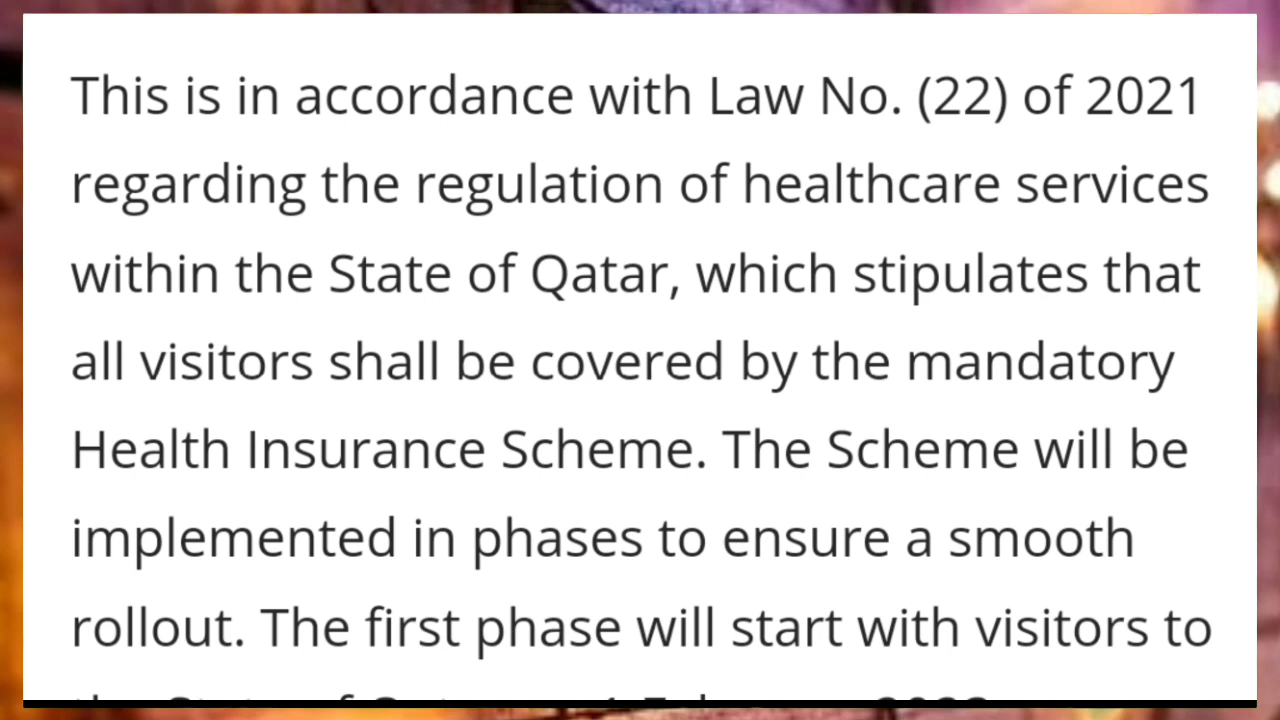 This is in accordance with Law No. (22) of 2021
regarding the regulation of healthcare services
within the State of Qatar, which stipulates that
all visitors shall be covered by the mandatory
Health Insurance Scheme. The Scheme will be
implemented in phases to ensure a smooth
rollout. The first phase will start with visitors to